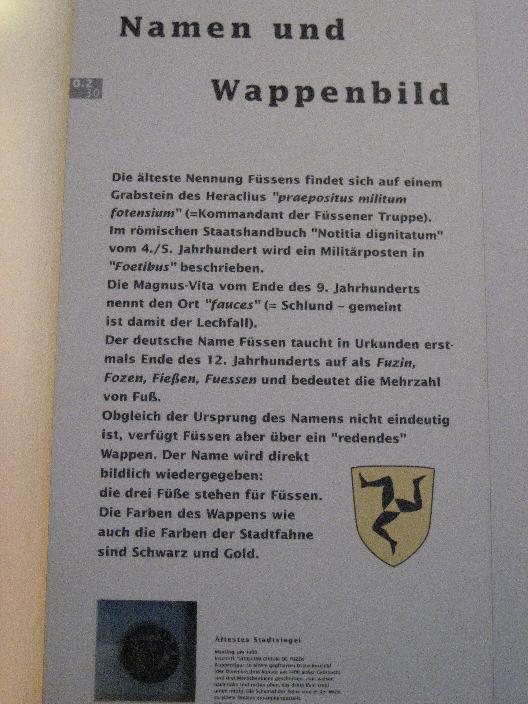 Namen und
0.2
10
Wappenbild
Die älteste Nennung Füssens findet sich auf einem
Grabstein des Heraclius "praepositus militum
fotensium" (=Kommandant der Füssener Truppe).
Im römischen Staatshandbuch "Notitia dignitatum"
vom 4./5. Jahrhundert wird ein Militärposten in
"Foetibus" beschrieben.
Die Magnus-Vita vom Ende des 9. Jahrhunderts
nennt den Ort "fauces" (= Schlund – gemeint
ist damit der Lechfall).
Der deutsche Name Füssen taucht in Urkunden erst-
mals Ende des 12. Jahrhunderts auf als Fuzin,
Fozen, Fießen, Fuessen und bedeutet die Mehrzahl
von Fuß.
Obgleich der Ursprung des Namens nicht eindeutig
ist, verfügt Füssen aber über ein "redendes"
Wappen. Der Name wird direkt
bildlich wiedergegeben:
die drei Füße stehen für Füssen.
Die Farben des Wappens wie
auch die Farben der Stadtfahne
sind Schwarz und Gold.
Ältestes Stadtsiegel